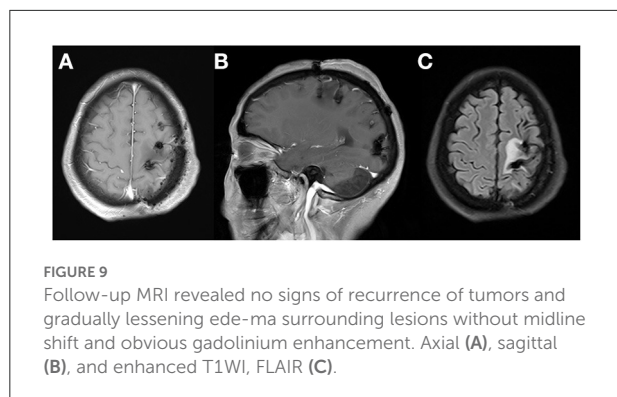 A
B
C
FIGURE 9
Follow-up MRI revealed no signs of recurrence of tumors and
gradually lessening ede-ma surrounding lesions without midline
shift and obvious gadolinium enhancement. Axial (A), sagittal
(B), and enhanced T1WI, FLAIR (C).